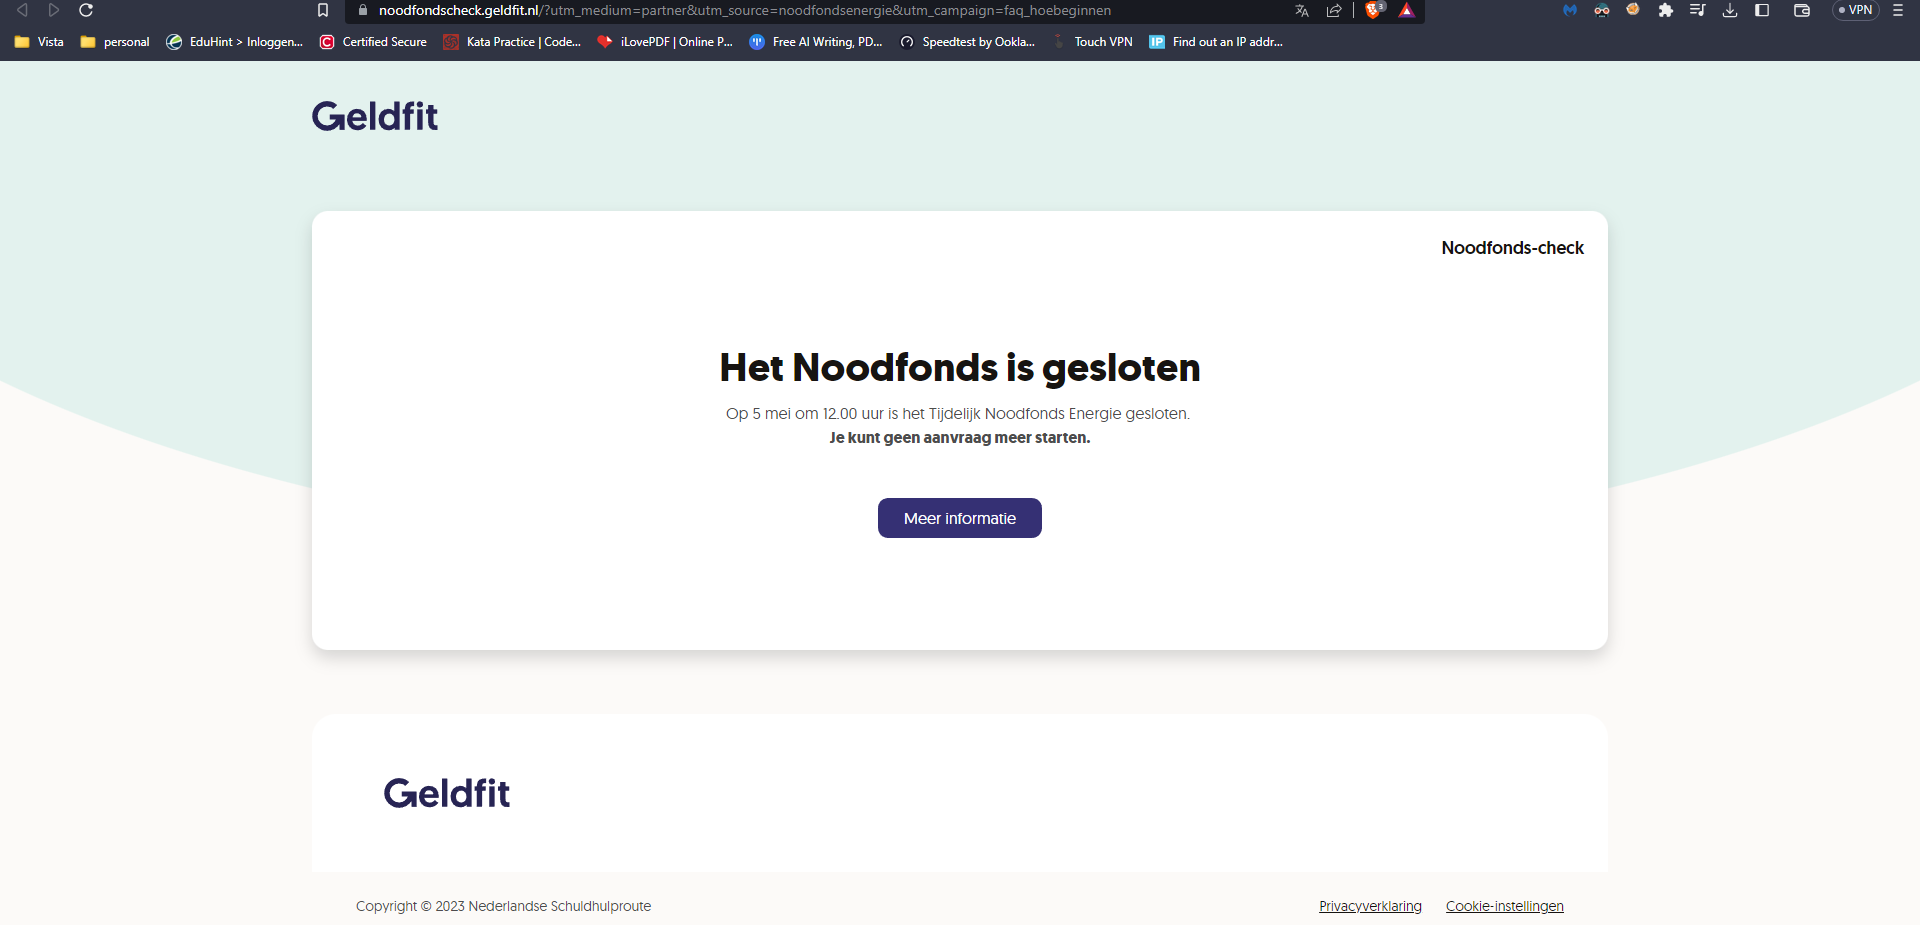 noodfondscheck.geldfit.nl/?utm_medium=partner&utm_source=noodfondsenergie&utm_campaign=faq_hoebeginnen
3
VPN
Vista
personal
EduHint > Inloggen...
Certified Secure
Kata Practice | Code...
iLovePDF | Online P...
Free AI Writing, PD...
Speedtest by Ookla...
Touch VPN
IP
Find out an IP addr...
Geldfit
Noodfonds-check
Het Noodfonds is gesloten
Op 5 mei om 12.00 uur is het Tijdelijk Noodfonds Energie gesloten.
Je kunt geen aanvraag meer starten.
Meer informatie
Geldfit
Copyright © 2023 Nederlandse Schuldhulproute
Privacyverklaring
Cookie-instellingen